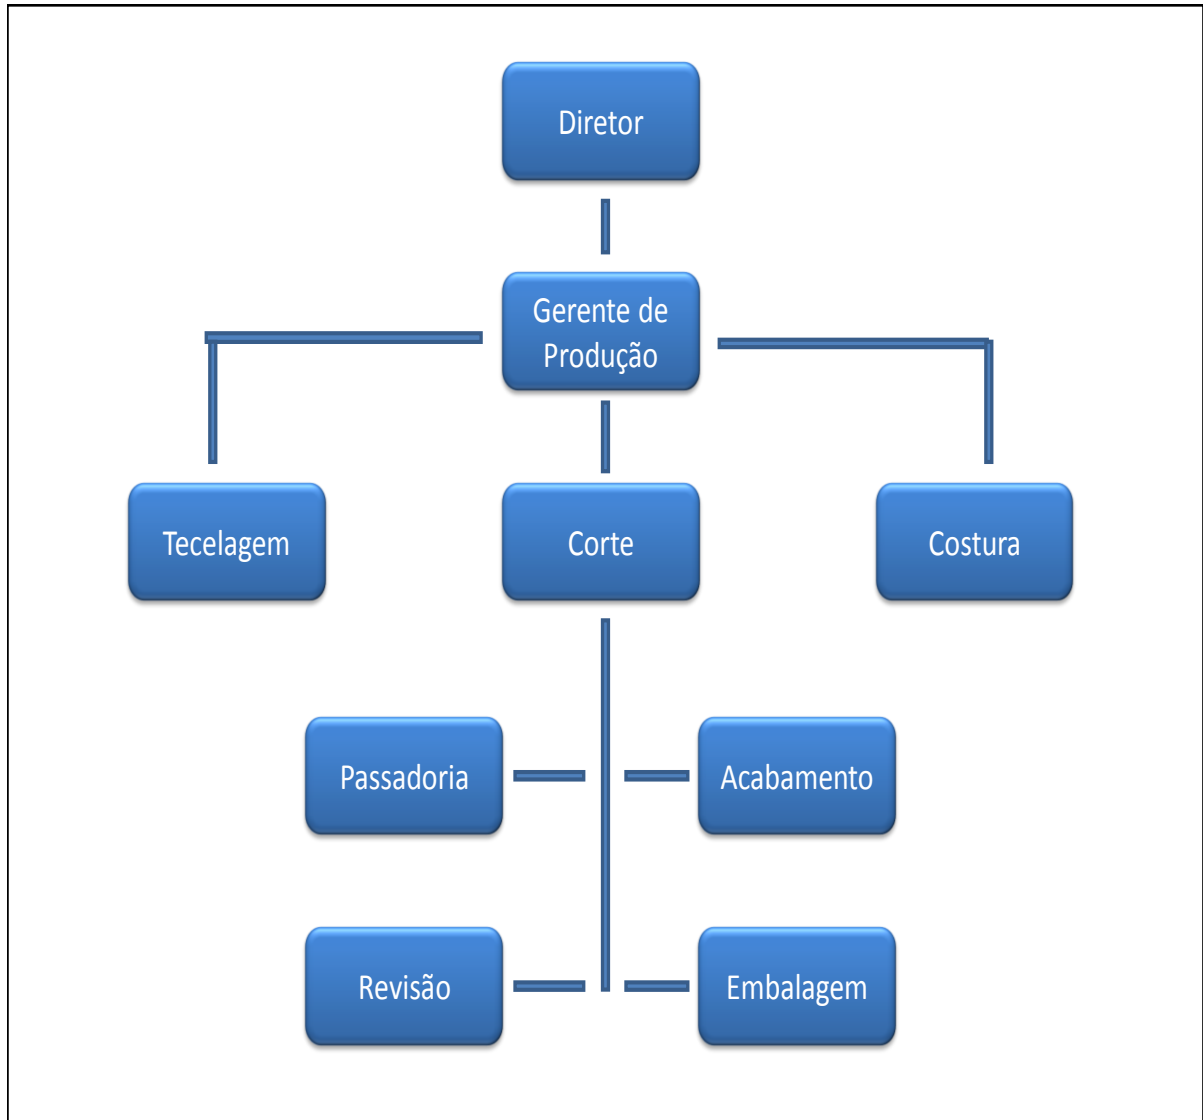 Diretor
Gerente de
Produção
Tecelagem
Corte
Costura
Passadoria
Acabamento
Revisão
Embalagem